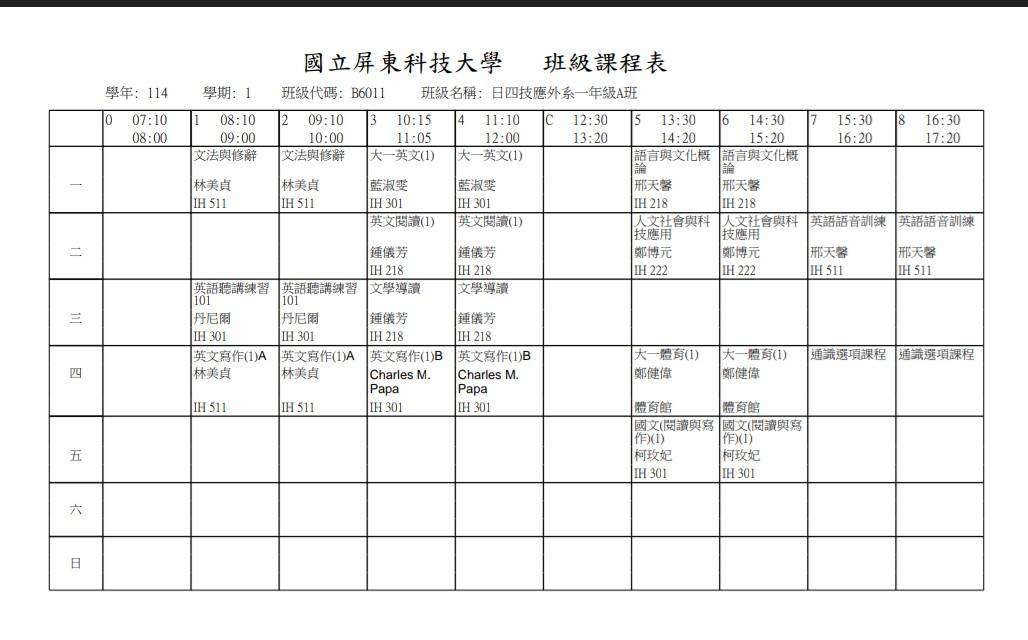 國立屏東科技大學 班級課程表
學年: 114 學期: 1 班級代碼: B6011 班級名稱: 日四技應外系一年級A班
0 07:10 1 08:10 2 09:10 3 10:15 4 11:10 C 12:30 5 13:30 6 14:30 7 15:30 8 16:30
08:00 09:00 10:00 11:05 12:00 13:20 14:20 15:20 16:20 17:20
一
文法與修辭 文法與修辭 大一英文(1) 大一英文(1) 語言與文化概 語言與文化概
論 論
林美貞 林美貞 藍淑雯 藍淑雯 邢天馨 邢天馨
IH 511 IH 511 IH 301 IH 301 IH 218 IH 218
二
英文閱讀(1) 英文閱讀(1) 人文社會與科 人文社會與科 英語語音訓練 英語語音訓練
技應用 技應用
鍾儀芳 鍾儀芳 鄭博元 鄭博元 邢天馨 邢天馨
IH 218 IH 218 IH 222 IH 222 IH 511 IH 511
三
英語聽講練習 英語聽講練習 文學導讀 文學導讀
101 101
丹尼爾 丹尼爾 鍾儀芳 鍾儀芳
IH 301 IH 301 IH 218 IH 218
四
英文寫作(1)A 英文寫作(1)A 英文寫作(1)B 英文寫作(1)B 大一體育(1) 大一體育(1) 通識選項課程 通識選項課程
林美貞 林美貞 Charles M. Charles M. 鄭健偉 鄭健偉
Papa Papa
IH 511 IH 511 IH 301 IH 301 體育館 體育館
五
國文(閱讀與寫 國文(閱讀與寫
作)(1) 作)(1)
柯玫妃 柯玫妃
IH 301 IH 301
六
日